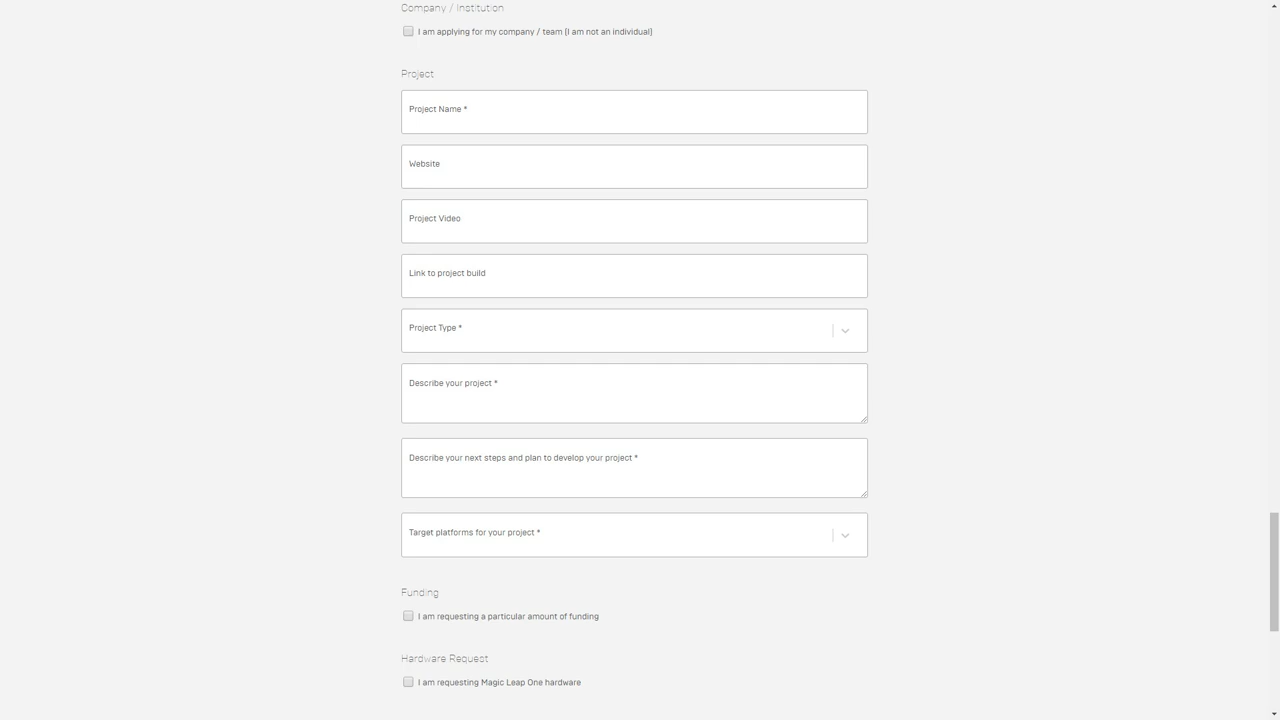 Company / Institution
I am applying for my company / team (I am not an individual)
Project
Project Name *
Website
Project Video
Link to project build
Project Type *
Describe your project *
Describe your next steps and plan to develop your project *
Target platforms for your project *
Funding
I am requesting a particular amount of funding
Hardware Request
I am requesting Magic Leap One hardware